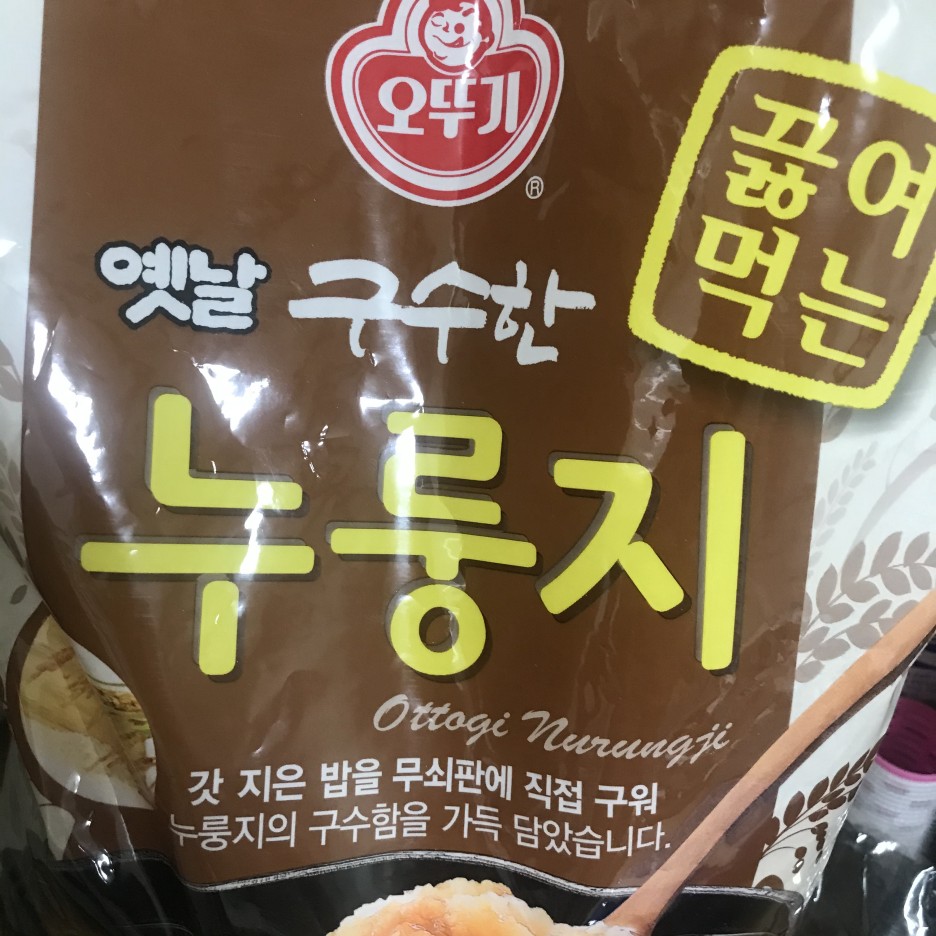 오뚜기
®
끓여
먹는
옛날 구수한
누룽지
Ottogi Nurungji
갓 지은 밥을 무쇠판에 직접 구워
누룽지의 구수함을 가득 담았습니다.